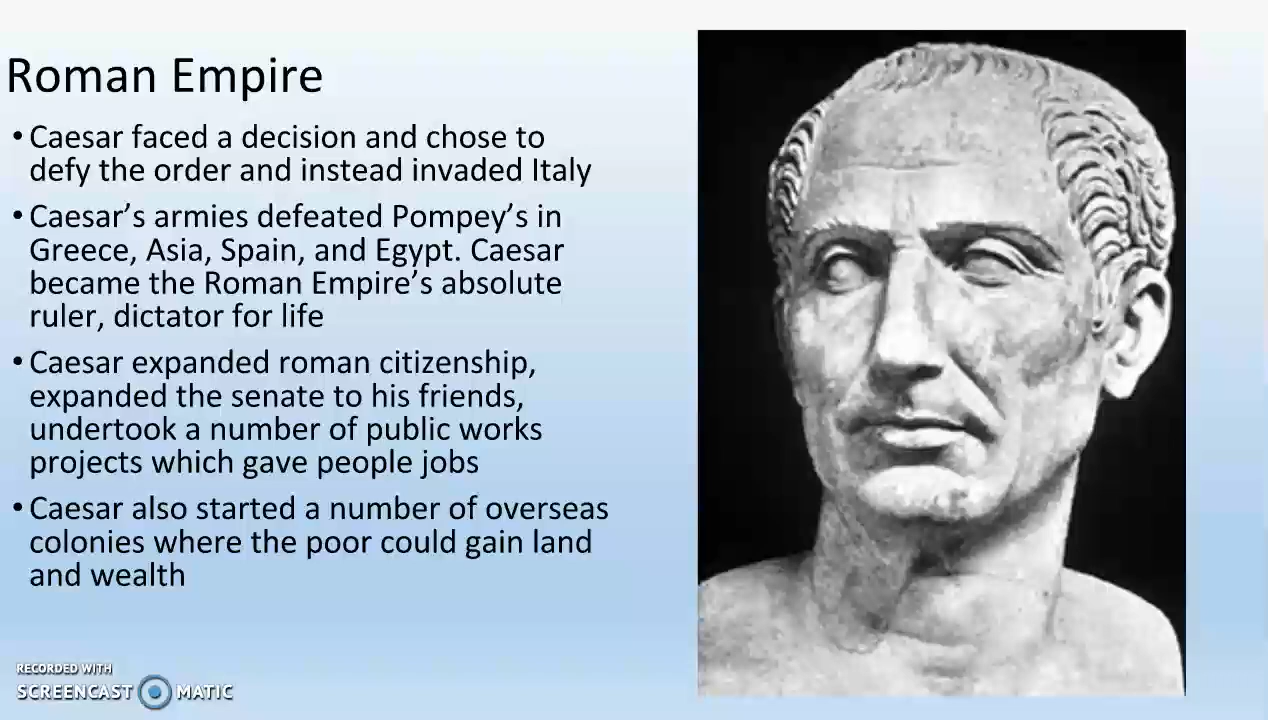 Roman Empire
• Caesar faced a decision and chose to
defy the order and instead invaded Italy
• Caesar’s armies defeated Pompey’s in
Greece, Asia, Spain, and Egypt. Caesar
became the Roman Empire’s absolute
ruler, dictator for life
• Caesar expanded roman citizenship,
expanded the senate to his friends,
undertook a number of public works
projects which gave people jobs
• Caesar also started a number of overseas
colonies where the poor could gain land
and wealth
RECORDED WITH
SCREENCAST MATIC